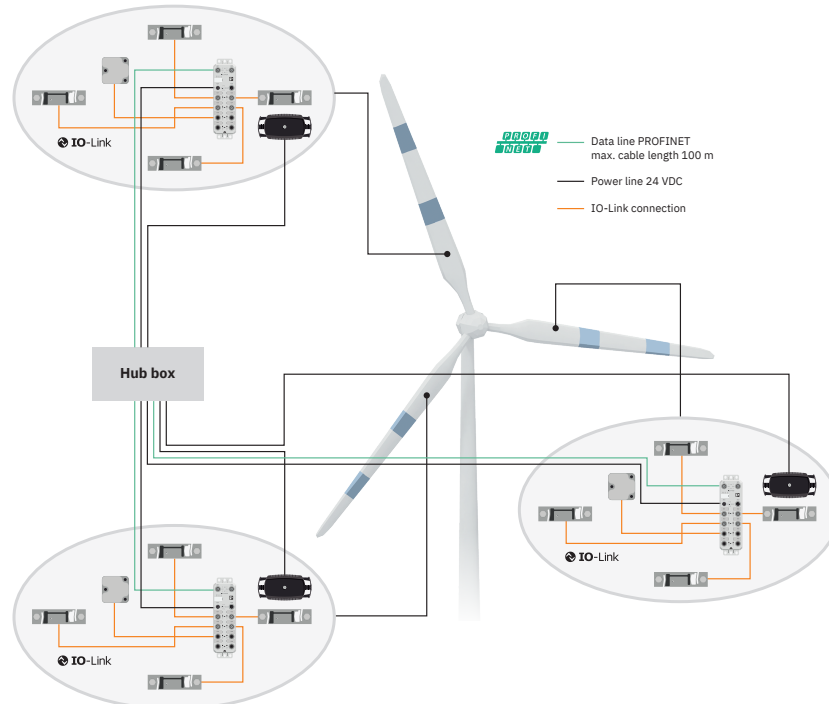 IO-Link
PROFI
NET
Data line PROFINET
max. cable length 100 m
Power line 24 VDC
IO-Link connection
Hub box
IO-Link
IO-Link